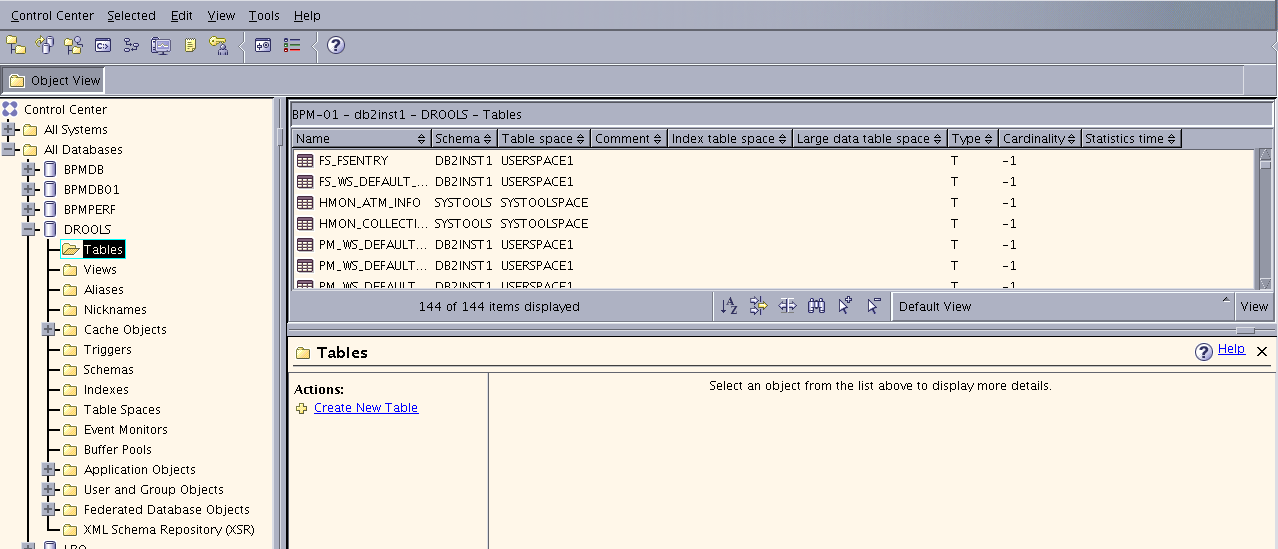 Control Center Selected Edit View Tools Help
Object View
Control Center
All Systems
All Databases
BPMDB
BPMDB01
BPMPERF
DROOLS
Tables
Views
Aliases
Nicknames
Cache Objects
Triggers
Schemas
Indexes
Table Spaces
Event Monitors
Buffer Pools
Application Objects
User and Group Objects
Federated Database Objects
XML Schema Repository (XSR)
BPM-01 - db2inst1 - DROOLS - Tables
Name Schema Table space Comment Index table space Large data table space Type Cardinality Statistics time
FS_FSENTRY DB2INST1 USERSPACE1 T -1
FS_WS_DEFAULT_... DB2INST1 USERSPACE1 T -1
HMON_ATM_INFO SYSTOOLS SYSTOOLSPACE T -1
HMON_COLLECTI... SYSTOOLS SYSTOOLSPACE T -1
PM_WS_DEFAULT... DB2INST1 USERSPACE1 T -1
PM_WS_DEFAULT... DB2INST1 USERSPACE1 T -1
PM_WS_DEFAULT... DB2INST1 USERSPACE1 T -1
144 of 144 items displayed Default View View
Tables Help
Actions:
Create New Table
Select an object from the list above to display more details.